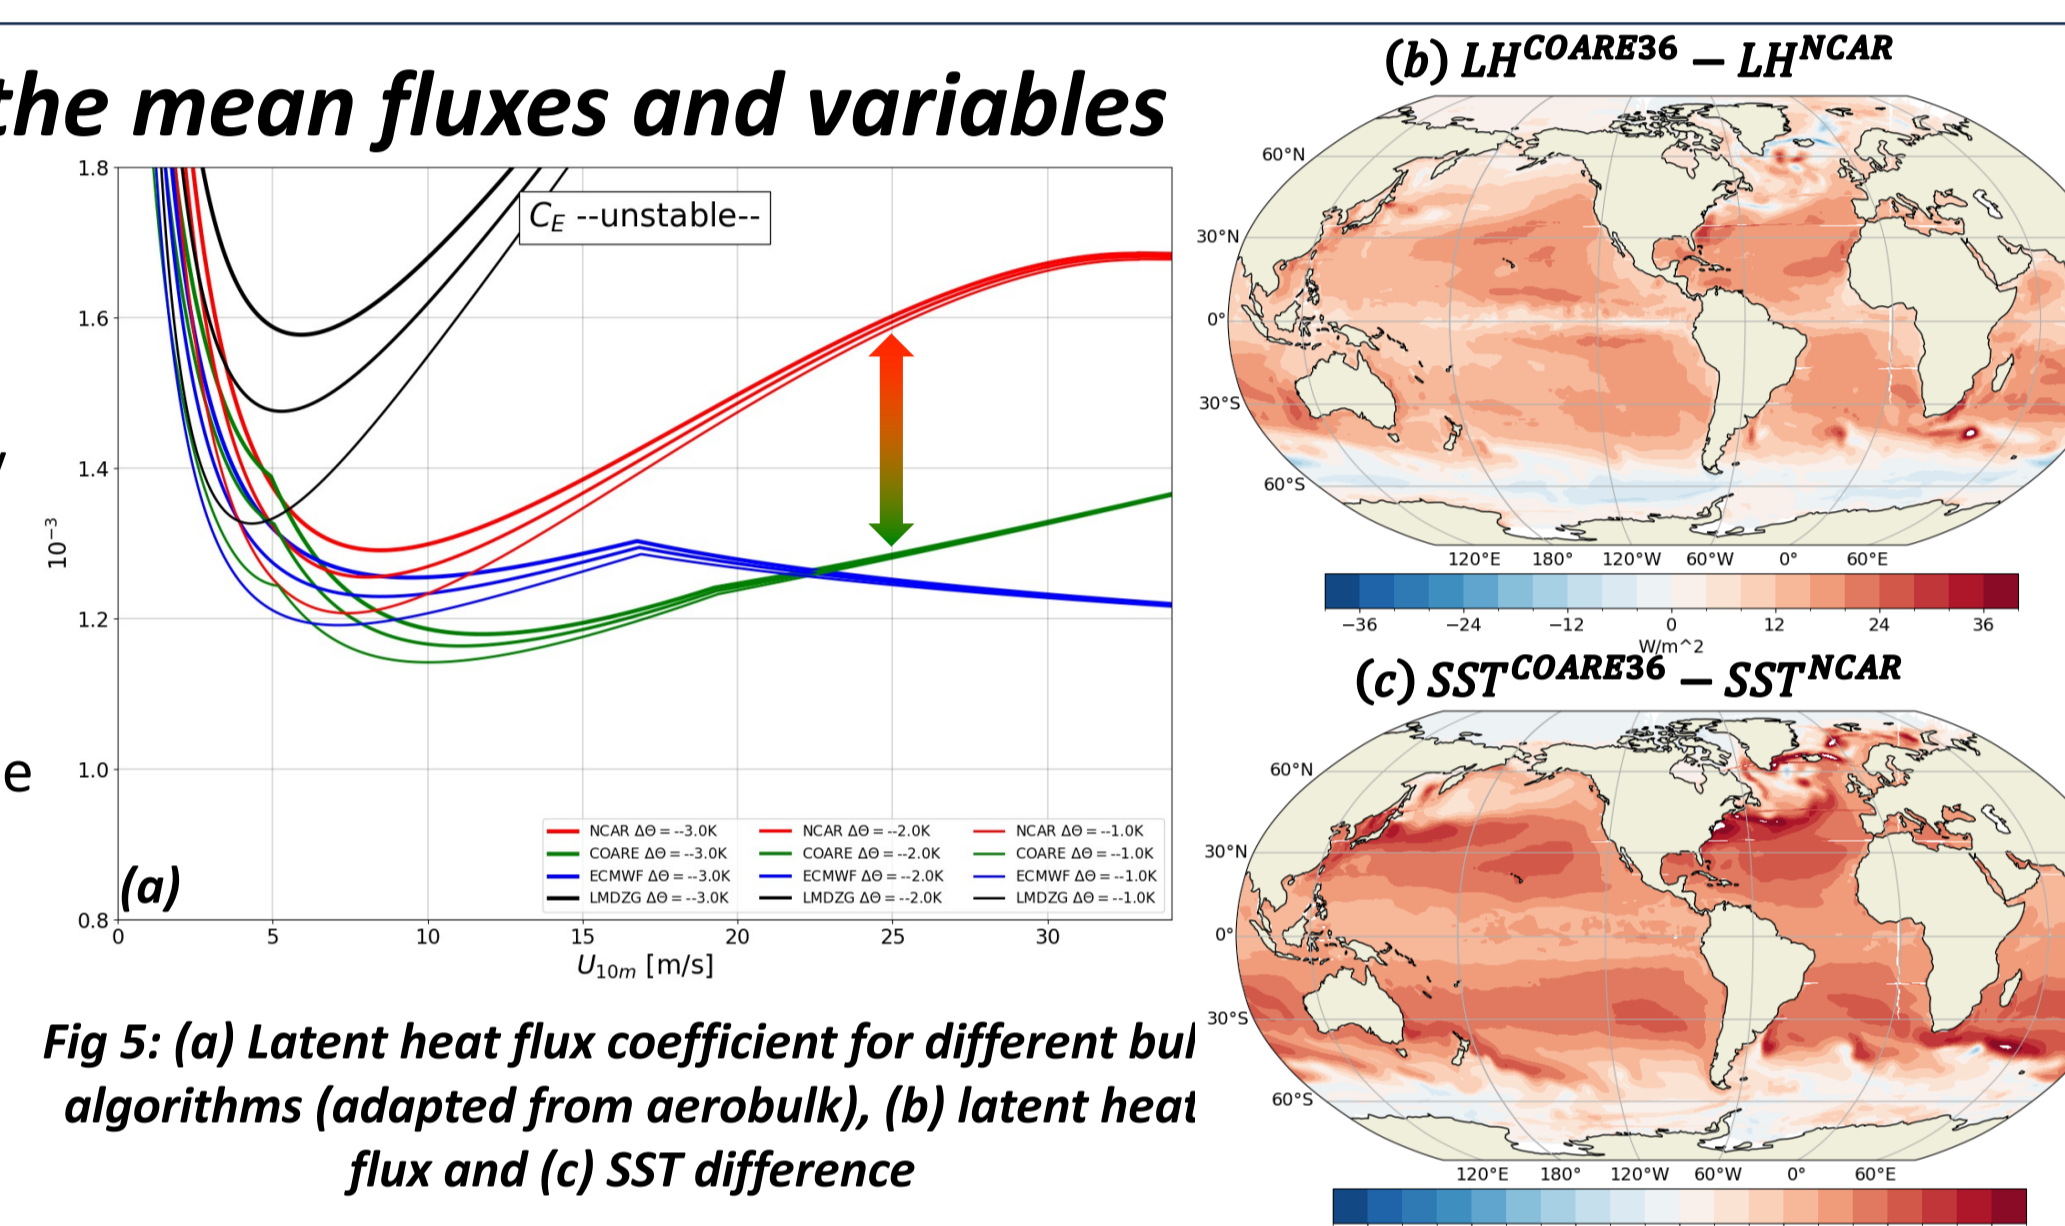 the mean fluxes and variables
1.8
1.6
1.4
1.2
1.0
0.8
10⁻³
C_E --unstable--
NCAR ΔΘ = --3.0K NCAR ΔΘ = --2.0K NCAR ΔΘ = --1.0K
COARE ΔΘ = --3.0K COARE ΔΘ = --2.0K COARE ΔΘ = --1.0K
ECMWF ΔΘ = --3.0K ECMWF ΔΘ = --2.0K ECMWF ΔΘ = --1.0K
LMDZG ΔΘ = --3.0K LMDZG ΔΘ = --2.0K LMDZG ΔΘ = --1.0K
(a)
0 5 10 15 20 25 30
U_10m [m/s]
e
Fig 5: (a) Latent heat flux coefficient for different bul
algorithms (adapted from aerobulk), (b) latent heat
flux and (c) SST difference
(b) LH^COARE36 − LH^NCAR
60°N
30°N
0°
30°S
60°S
120°E 180° 120°W 60°W 0° 60°E
−36 −24 −12 0 12 24 36
W/m^2
(c) SST^COARE36 − SST^NCAR
60°N
30°N
0°
30°S
60°S
120°E 180° 120°W 60°W 0° 60°E